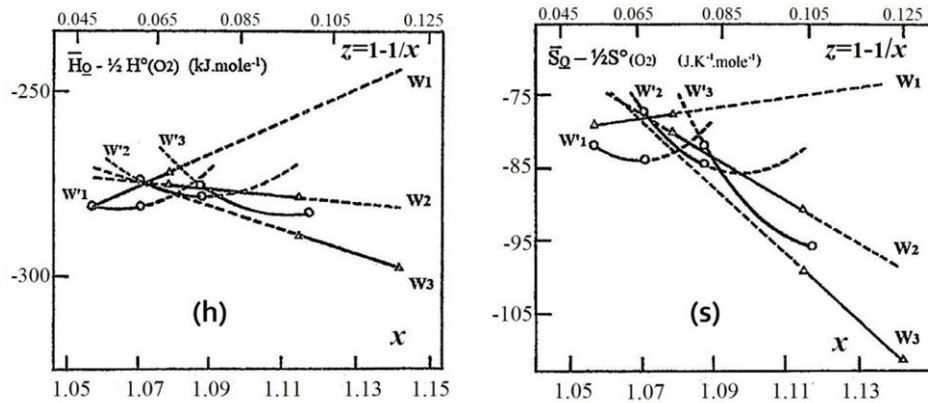 0.045 0.065 0.085 0.105 0.125
H̅O̲ – ½ H°(O2) (kJ.mole⁻¹)
z=1-1/x
-250
-300
-375
W1
W'2
W'3
W'1
W2
W3
(h)
x
1.05 1.07 1.09 1.11 1.13 1.15
0.045 0.065 0.085 0.105 0.125
S̅O̲ – ½S°(O2) (J.K⁻¹.mole⁻¹)
z=1-1/x
-75
-85
-95
-105
W'2
W'3
W1
W'1
W2
W3
(s)
x
1.05 1.07 1.09 1.11 1.13